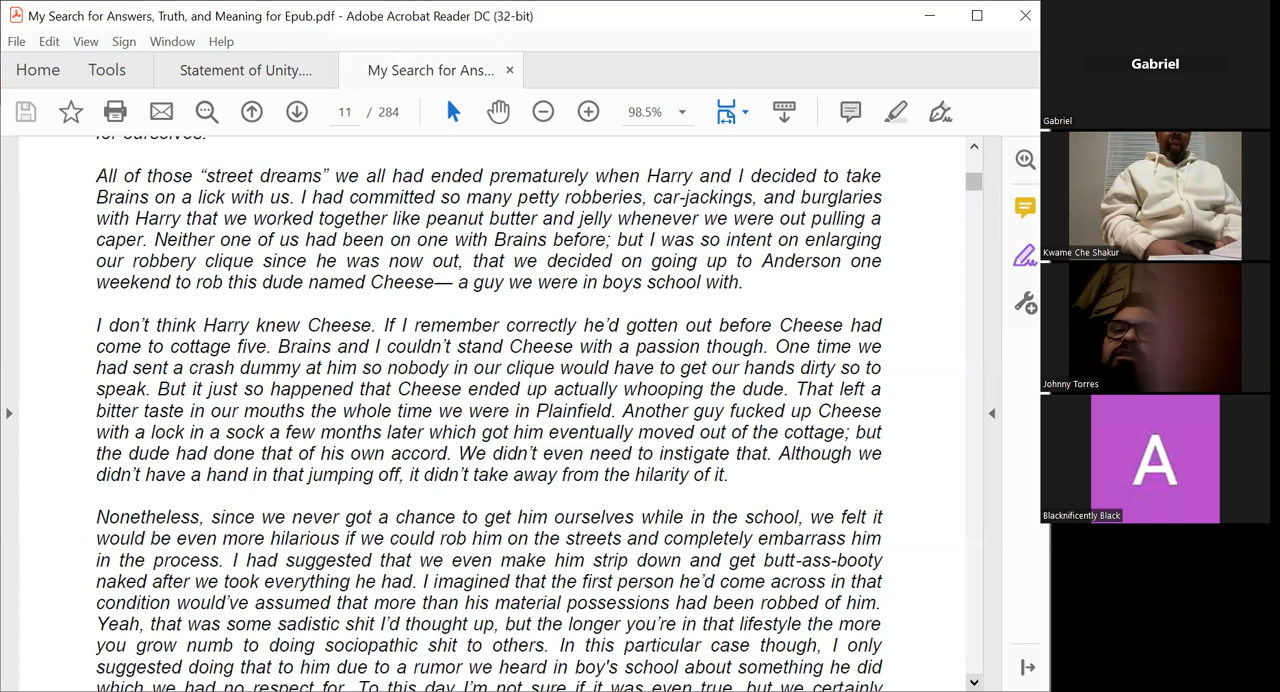 My Search for Answers, Truth, and Meaning for Epub.pdf - Adobe Acrobat Reader DC (32-bit)
File Edit View Sign Window Help
Home Tools Statement of Unity.... My Search for Ans... ×
11 / 284 98.5%
for ourselves.
All of those “street dreams” we all had ended prematurely when Harry and I decided to take
Brains on a lick with us. I had committed so many petty robberies, car-jackings, and burglaries
with Harry that we worked together like peanut butter and jelly whenever we were out pulling a
caper. Neither one of us had been on one with Brains before; but I was so intent on enlarging
our robbery clique since he was now out, that we decided on going up to Anderson one
weekend to rob this dude named Cheese— a guy we were in boys school with.
I don’t think Harry knew Cheese. If I remember correctly he’d gotten out before Cheese had
come to cottage five. Brains and I couldn’t stand Cheese with a passion though. One time we
had sent a crash dummy at him so nobody in our clique would have to get our hands dirty so to
speak. But it just so happened that Cheese ended up actually whooping the dude. That left a
bitter taste in our mouths the whole time we were in Plainfield. Another guy fucked up Cheese
with a lock in a sock a few months later which got him eventually moved out of the cottage; but
the dude had done that of his own accord. We didn’t even need to instigate that. Although we
didn’t have a hand in that jumping off, it didn’t take away from the hilarity of it.
Nonetheless, since we never got a chance to get him ourselves while in the school, we felt it
would be even more hilarious if we could rob him on the streets and completely embarrass him
in the process. I had suggested that we even make him strip down and get butt-ass-booty
naked after we took everything he had. I imagined that the first person he’d come across in that
condition would’ve assumed that more than his material possessions had been robbed of him.
Yeah, that was some sadistic shit I’d thought up, but the longer you’re in that lifestyle the more
you grow numb to doing sociopathic shit to others. In this particular case though, I only
suggested doing that to him due to a rumor we heard in boy's school about something he did
which we had no respect for. To this day I’m not sure if it was even true, but we certainly
Gabriel
Gabriel
Kwame Che Shakur
Johnny Torres
A
Blacknificently Black